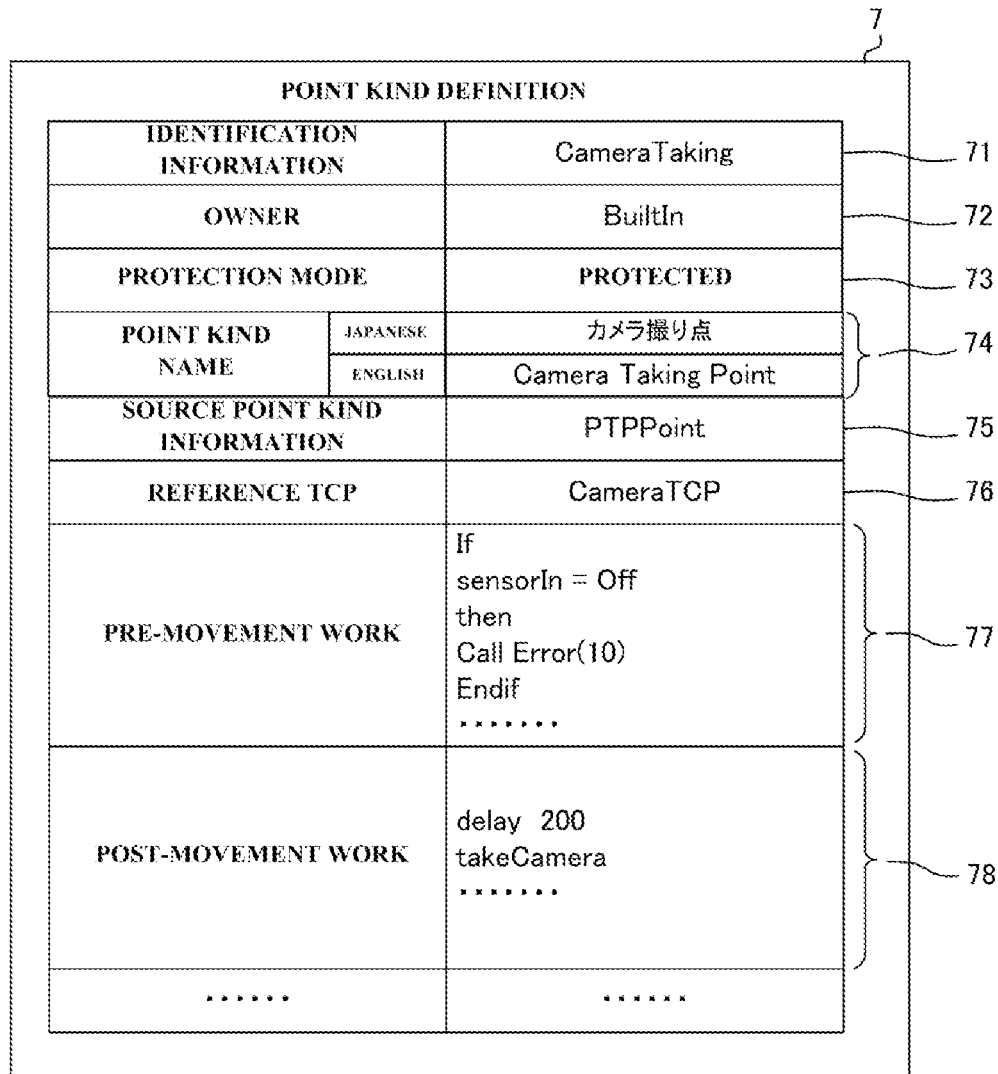 7
POINT KIND DEFINITION
IDENTIFICATION
INFORMATION
CameraTaking
71
OWNER
BuiltIn
72
PROTECTION MODE
PROTECTED
73
POINT KIND
NAME
JAPANESE
カメラ撮り点
ENGLISH
Camera Taking Point
74
SOURCE POINT KIND
INFORMATION
PTPPoint
75
REFERENCE TCP
CameraTCP
76
PRE-MOVEMENT WORK
If
sensorIn = Off
then
Call Error(10)
Endif
.......
77
POST-MOVEMENT WORK
delay 200
takeCamera
.......
78
......
......